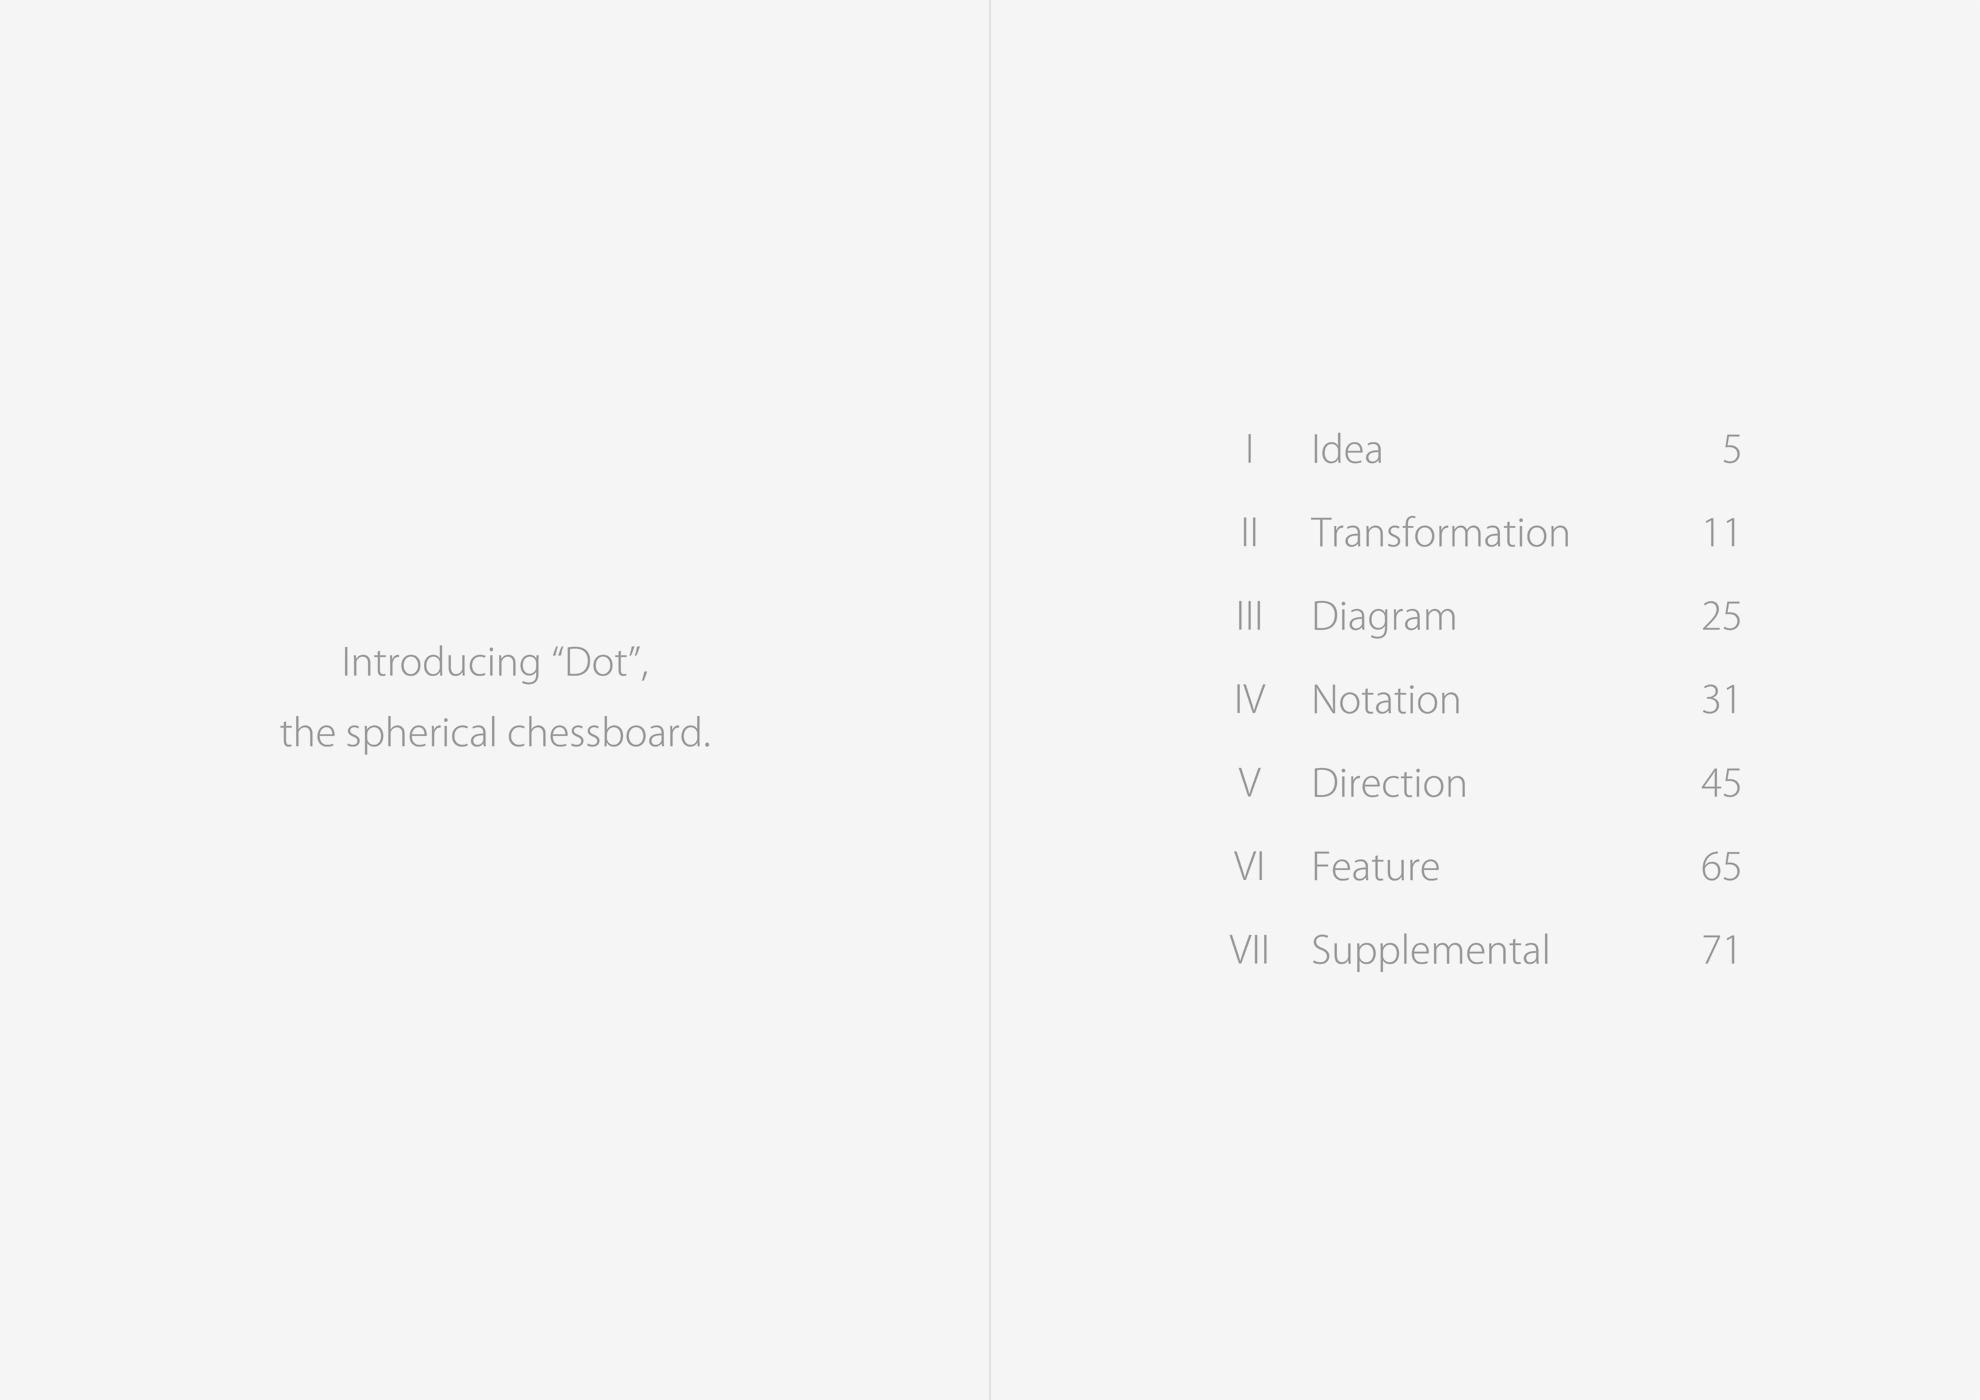 Introducing “Dot”,
the spherical chessboard.
I Idea 5
II Transformation 11
III Diagram 25
IV Notation 31
V Direction 45
VI Feature 65
VII Supplemental 71